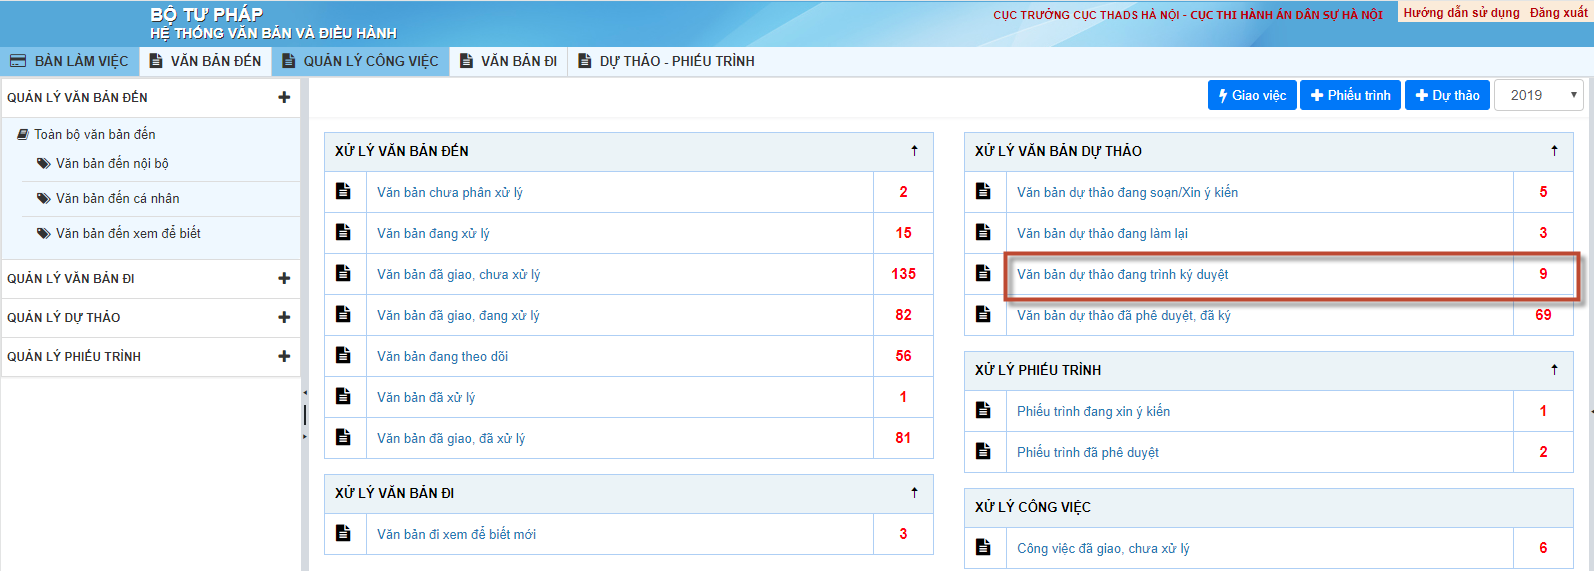 BỘ TƯ PHÁP
HỆ THỐNG VĂN BẢN VÀ ĐIỀU HÀNH
CỤC TRƯỞNG CỤC THADS HÀ NỘI - CỤC THI HÀNH ÁN DÂN SỰ HÀ NỘI
Hướng dẫn sử dụng Đăng xuất
BÀN LÀM VIỆC VĂN BẢN ĐẾN QUẢN LÝ CÔNG VIỆC VĂN BẢN ĐI DỰ THẢO - PHIẾU TRÌNH
QUẢN LÝ VĂN BẢN ĐẾN
Toàn bộ văn bản đến
Văn bản đến nội bộ
Văn bản đến cá nhân
Văn bản đến xem để biết
QUẢN LÝ VĂN BẢN ĐI
QUẢN LÝ DỰ THẢO
QUẢN LÝ PHIẾU TRÌNH
Giao việc Phiếu trình Dự thảo 2019
XỬ LÝ VĂN BẢN ĐẾN
Văn bản chưa phân xử lý 2
Văn bản đang xử lý 15
Văn bản đã giao, chưa xử lý 135
Văn bản đã giao, đang xử lý 82
Văn bản đang theo dõi 56
Văn bản đã xử lý 1
Văn bản đã giao, đã xử lý 81
XỬ LÝ VĂN BẢN ĐI
Văn bản đi xem để biết mới 3
XỬ LÝ VĂN BẢN DỰ THẢO
Văn bản dự thảo đang soạn/Xin ý kiến 5
Văn bản dự thảo đang làm lại 3
Văn bản dự thảo đang trình ký duyệt 9
Văn bản dự thảo đã phê duyệt, đã ký 69
XỬ LÝ PHIẾU TRÌNH
Phiếu trình đang xin ý kiến 1
Phiếu trình đã phê duyệt 2
XỬ LÝ CÔNG VIỆC
Công việc đã giao, chưa xử lý 6